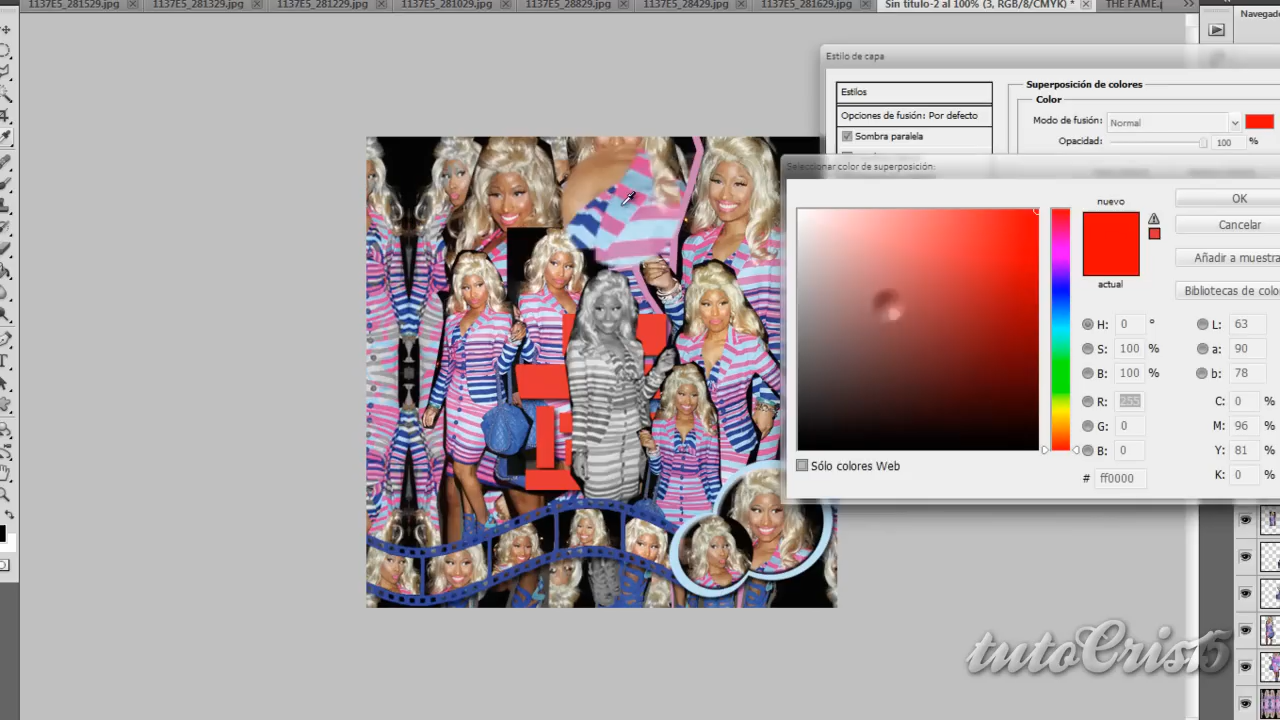 1137E5_281529.jpg
1137E5_281329.jpg
1137E5_281229.jpg
1137E5_281029.jpg
1137E5_28829.jpg
1137E5_28429.jpg
1137E5_281629.jpg
Sin título-2 al 100% (3, RGB/8/CMYK) *
THE FAME.
Navegador
Estilo de capa
Estilos
Opciones de fusión: Por defecto
Sombra paralela
Superposición de colores
Color
Modo de fusión: Normal
Opacidad: 100 %
Seleccionar color de superposición:
nuevo
actual
OK
Cancelar
Añadir a muestra
Bibliotecas de colo
H: 0 °
S: 100 %
B: 100 %
R: 255
G: 0
B: 0
# ff0000
L: 63
a: 90
b: 78
C: 0 %
M: 96 %
Y: 81 %
K: 0 %
Sólo colores Web
tutoCrist5